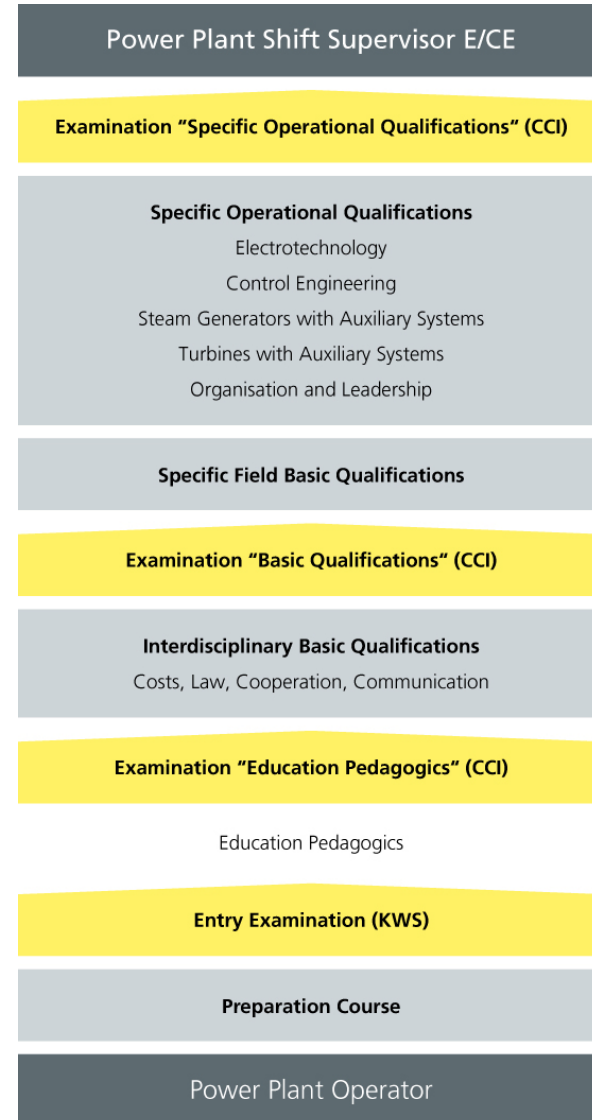 Power Plant Shift Supervisor E/CE
Examination “Specific Operational Qualifications“ (CCI)
Specific Operational Qualifications
Electrotechnology
Control Engineering
Steam Generators with Auxiliary Systems
Turbines with Auxiliary Systems
Organisation and Leadership
Specific Field Basic Qualifications
Examination “Basic Qualifications“ (CCI)
Interdisciplinary Basic Qualifications
Costs, Law, Cooperation, Communication
Examination “Education Pedagogics“ (CCI)
Education Pedagogics
Entry Examination (KWS)
Preparation Course
Power Plant Operator